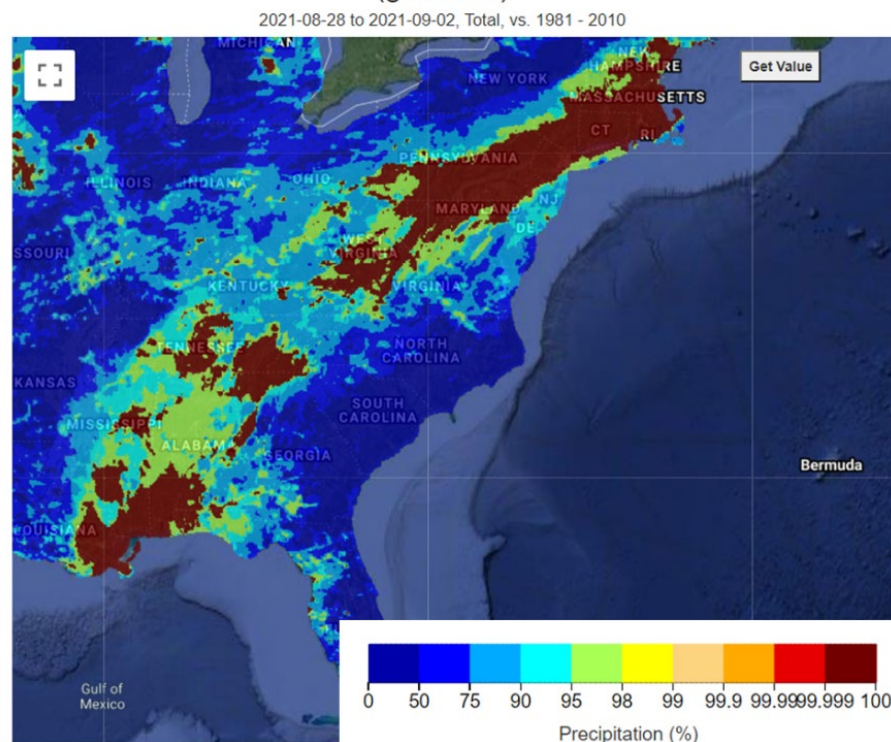 2021-08-28 to 2021-09-02, Total, vs. 1981 - 2010
MICHIGAN
NEW YORK
NEW
HAMPSHIRE
Get Value
MASSACHUSETTS
CT
RI
PENNSYLVANIA
ILLINOIS
INDIANA
OHIO
MARYLAND
NJ
DE
WEST
VIRGINIA
SSOURI
KENTUCKY
VIRGINIA
TENNESSEE
NORTH
CAROLINA
KANSAS
SOUTH
CAROLINA
MISSISSIPPI
ALABAMA
GEORGIA
Bermuda
LOUISIANA
Gulf of
Mexico
0 50 75 90 95 98 99 99.9 99.99 99.999 100
Precipitation (%)